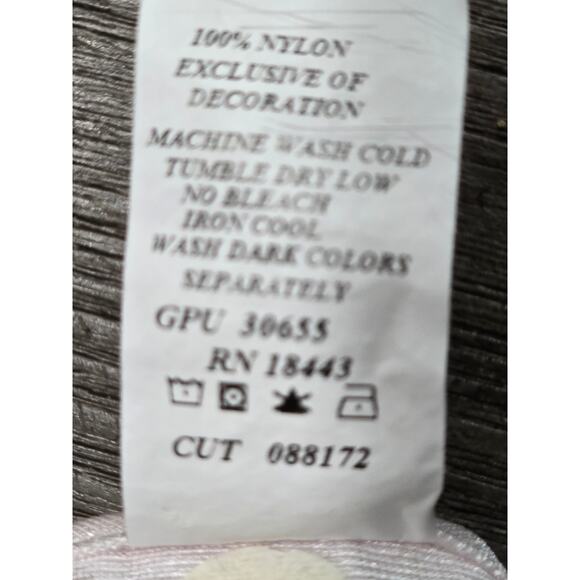 100% NYLON
EXCLUSIVE OF
DECORATION
MACHINE WASH COLD
TUMBLE DRY LOW
NO BLEACH
IRON COOL
WASH DARK COLORS
SEPARATELY
GPU 30655
RN 18443
CUT 088172